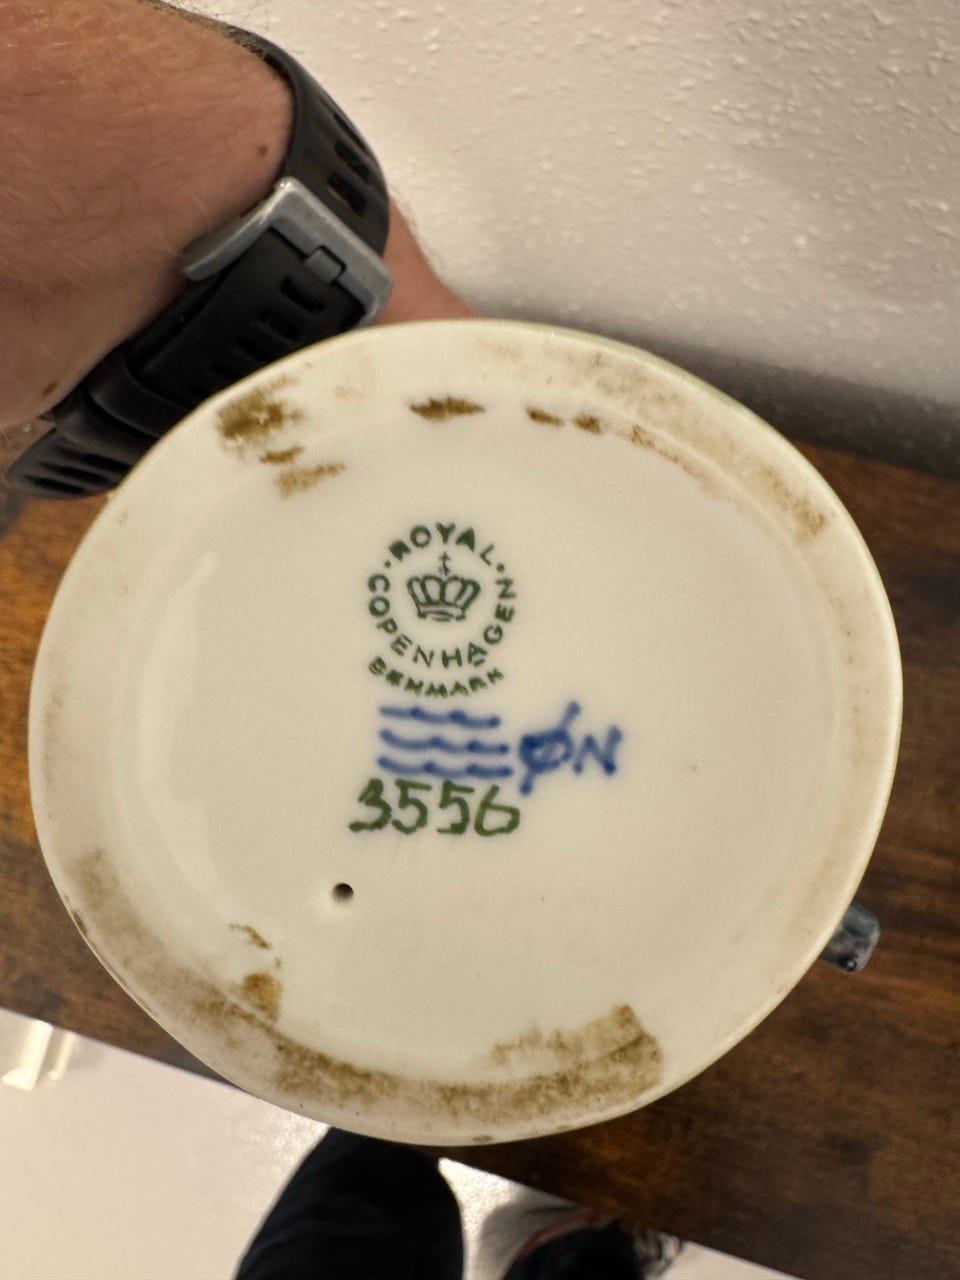 ROYAL
COPENHAGEN
DENMARK
ØN
3556